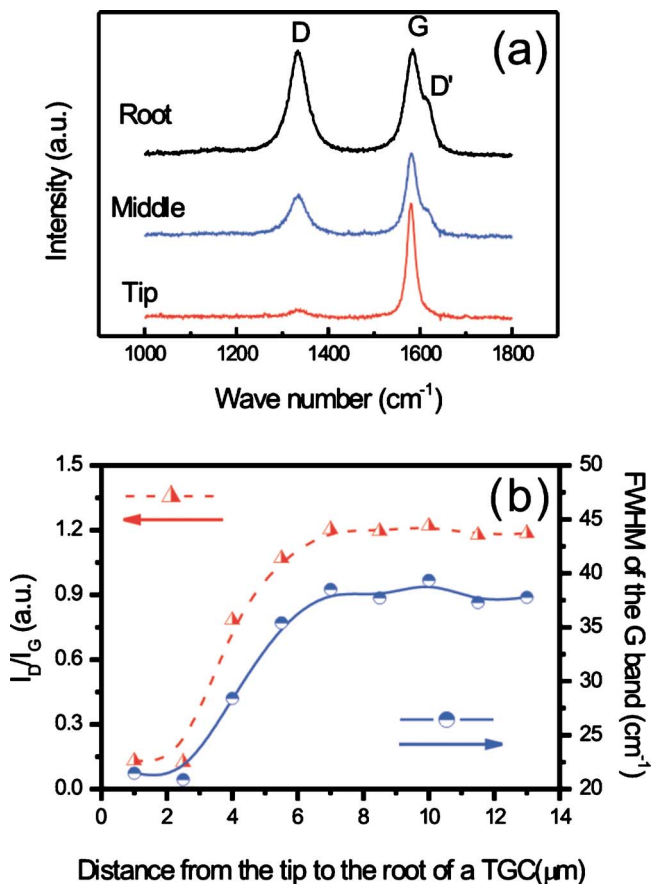 (a)
D
G
D'
Root
Middle
Tip
Intensity (a.u.)
1000 1200 1400 1600 1800
Wave number (cm⁻¹)
(b)
1.5
1.2
0.9
0.6
0.3
0.0
I_D/I_G (a.u.)
50
45
40
35
30
25
20
FWHM of the G band (cm⁻¹)
0 2 4 6 8 10 12 14
Distance from the tip to the root of a TGC(μm)